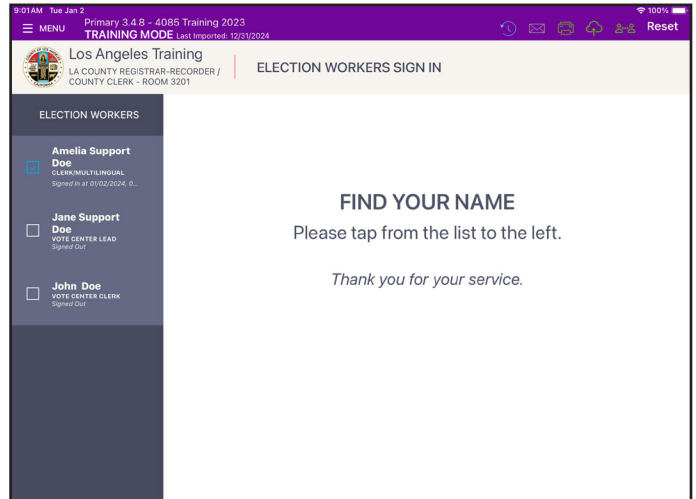 9:01AM Tue Jan 2
100%
MENU
Primary 3.4.8 - 4085 Training 2023
TRAINING MODE Last Imported: 12/31/2024
Reset
Los Angeles Training
LA COUNTY REGISTRAR-RECORDER /
COUNTY CLERK - ROOM 3201
ELECTION WORKERS SIGN IN
ELECTION WORKERS
Amelia Support
Doe
CLERK/MULTILINGUAL
Signed In at 01/02/2024, 0...
Jane Support
Doe
VOTE CENTER LEAD
Signed Out
John Doe
VOTE CENTER CLERK
Signed Out
FIND YOUR NAME
Please tap from the list to the left.
Thank you for your service.